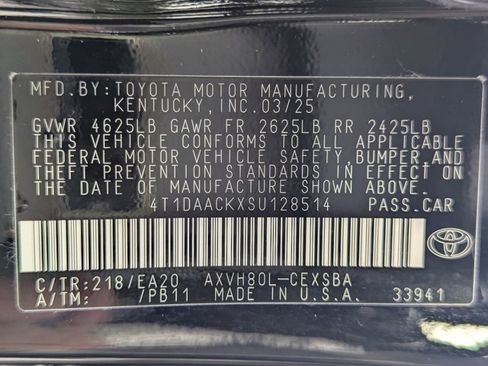 MFD.BY:TOYOTA MOTOR MANUFACTURING,
KENTUCKY,INC.03/25
GVWR 4625LB GAWR FR 2625LB RR 2425LB
THIS VEHICLE CONFORMS TO ALL APPLICABLE
FEDERAL MOTOR VEHICLE SAFETY,BUMPER,AND
THEFT PREVENTION STANDARDS IN EFFECT ON
THE DATE OF MANUFACTURE SHOWN ABOVE.
4T1DAACKXSU128514 PASS.CAR
TOYOTA
C/TR:218/EA20 AXVH80L-CEXSBA
A/TM: /PB11 MADE IN U.S.A. 33941